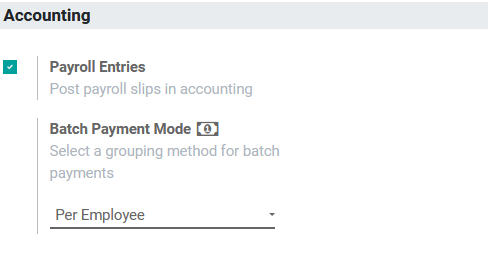 Accounting
Payroll Entries
Post payroll slips in accounting
Batch Payment Mode 1
Select a grouping method for batch
payments
Per Employee